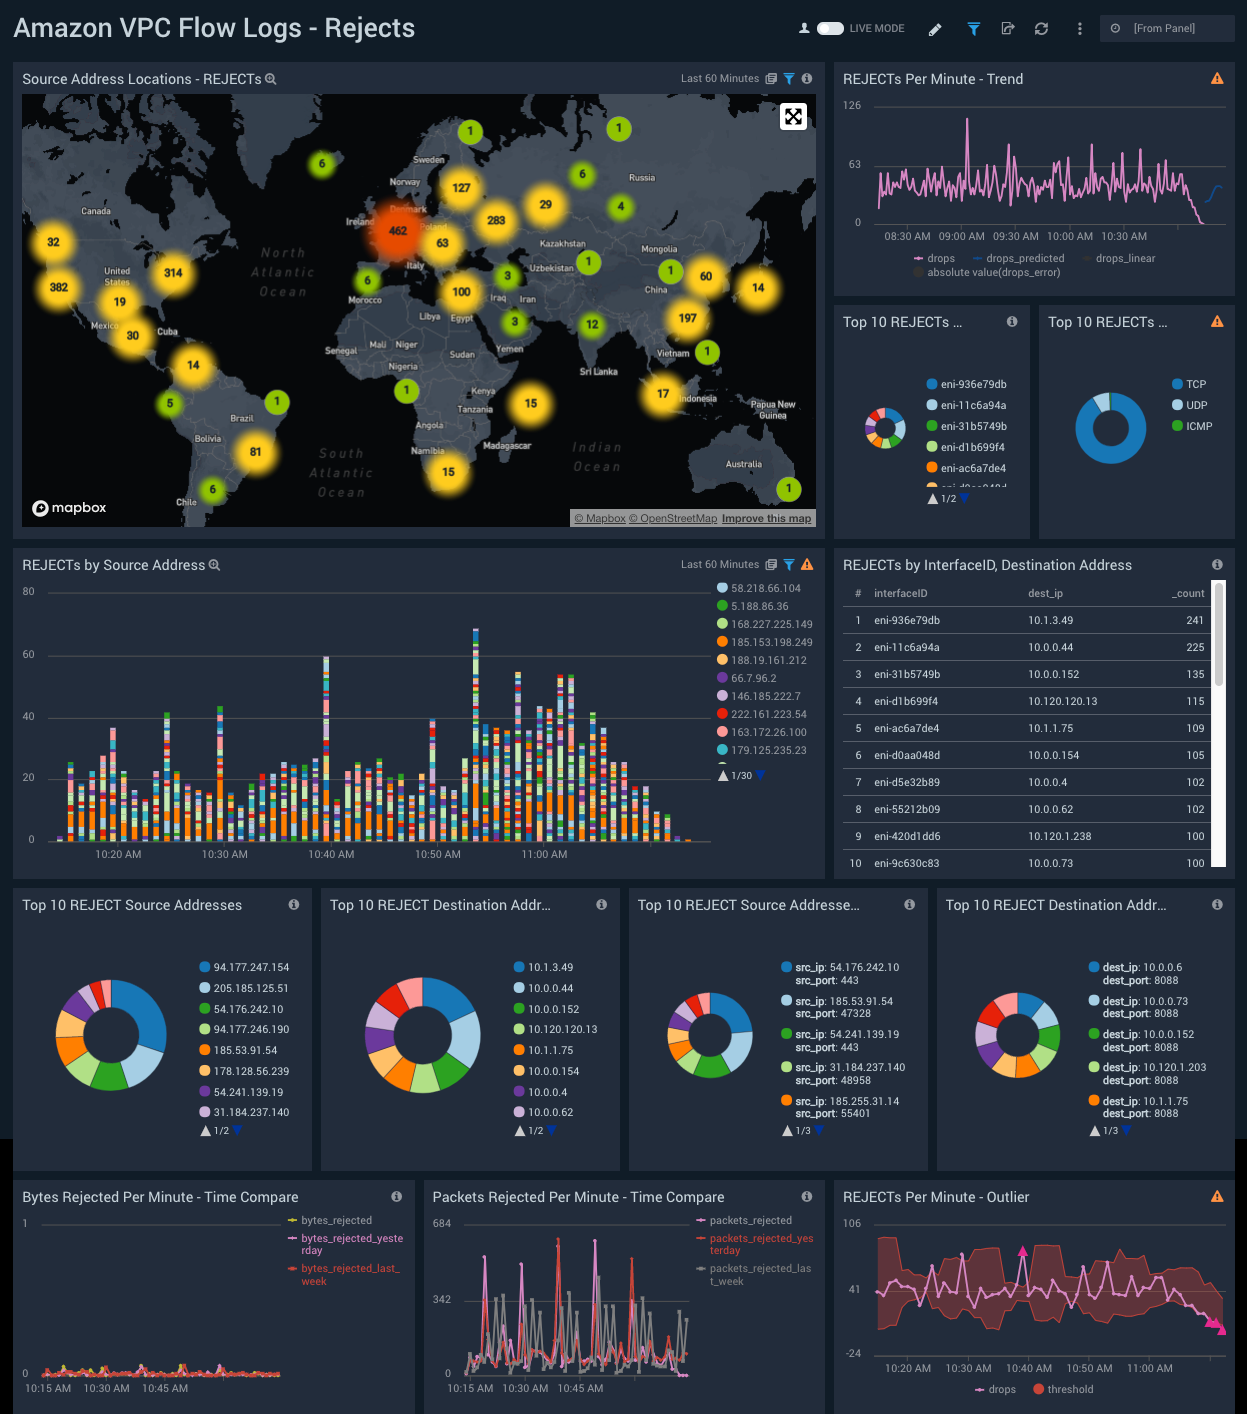 Amazon VPC Flow Logs - Rejects
LIVE MODE
[From Panel]
Source Address Locations - REJECTs
Last 60 Minutes
1
1
6
Sweden
6
Russia
Norway
127
Canada
29
4
Denmark
Ireland
462
283
Poland
32
63
Kazakhstan
Mongolia
North
Atlantic
Ocean
Italy
Uzbekistan
1
United
States
314
6
3
1
60
382
Morocco
100
Iraq
Iran
China
14
19
Libya
Egypt
Mexico
30
Cuba
3
12
197
Senegal
Mali
Niger
Sudan
Yemen
Vietnam
1
14
Nigeria
Sri Lanka
1
Kenya
17
Indonesia
5
1
Tanzania
15
Papua New
Guinea
Brazil
Angola
Bolivia
81
Namibia
Madagascar
South
Atlantic
Ocean
Indian
Ocean
15
Australia
6
Chile
1
mapbox
© Mapbox © OpenStreetMap Improve this map
REJECTs Per Minute - Trend
126
63
0
08:30 AM 09:00 AM 09:30 AM 10:00 AM 10:30 AM
drops drops_predicted drops_linear
absolute value(drops_error)
Top 10 REJECTs ...
eni-936e79db
eni-11c6a94a
eni-31b5749b
eni-d1b699f4
eni-ac6a7de4
eni-d0aa048d
1/2
Top 10 REJECTs ...
TCP
UDP
ICMP
REJECTs by Source Address
Last 60 Minutes
80
60
40
20
0
10:20 AM 10:30 AM 10:40 AM 10:50 AM 11:00 AM
58.218.66.104
5.188.86.36
168.227.225.149
185.153.198.249
188.19.161.212
66.7.96.2
146.185.222.7
222.161.223.54
163.172.26.100
179.125.235.23
1/30
REJECTs by InterfaceID, Destination Address
# interfaceID dest_ip _count
1 eni-936e79db 10.1.3.49 241
2 eni-11c6a94a 10.0.0.44 225
3 eni-31b5749b 10.0.0.152 135
4 eni-d1b699f4 10.120.120.13 115
5 eni-ac6a7de4 10.1.1.75 109
6 eni-d0aa048d 10.0.0.154 105
7 eni-d5e32b89 10.0.0.4 102
8 eni-55212b09 10.0.0.62 102
9 eni-420d1dd6 10.120.1.238 100
10 eni-9c630c83 10.0.0.73 100
Top 10 REJECT Source Addresses
94.177.247.154
205.185.125.51
54.176.242.10
94.177.246.190
185.53.91.54
178.128.56.239
54.241.139.19
31.184.237.140
1/2
Top 10 REJECT Destination Addr...
10.1.3.49
10.0.0.44
10.0.0.152
10.120.120.13
10.1.1.75
10.0.0.154
10.0.0.4
10.0.0.62
1/2
Top 10 REJECT Source Addresse...
src_ip: 54.176.242.10
src_port: 443
src_ip: 185.53.91.54
src_port: 47328
src_ip: 54.241.139.19
src_port: 443
src_ip: 31.184.237.140
src_port: 48958
src_ip: 185.255.31.14
src_port: 55401
1/3
Top 10 REJECT Destination Addr...
dest_ip: 10.0.0.6
dest_port: 8088
dest_ip: 10.0.0.73
dest_port: 8088
dest_ip: 10.0.0.152
dest_port: 8088
dest_ip: 10.120.1.203
dest_port: 8088
dest_ip: 10.1.1.75
dest_port: 8088
1/3
Bytes Rejected Per Minute - Time Compare
1
0
10:15 AM 10:30 AM 10:45 AM
bytes_rejected
bytes_rejected_yeste
rday
bytes_rejected_last_
week
Packets Rejected Per Minute - Time Compare
684
342
0
10:15 AM 10:30 AM 10:45 AM
packets_rejected
packets_rejected_yes
terday
packets_rejected_las
t_week
REJECTs Per Minute - Outlier
106
41
-24
10:20 AM 10:30 AM 10:40 AM 10:50 AM 11:00 AM
drops threshold